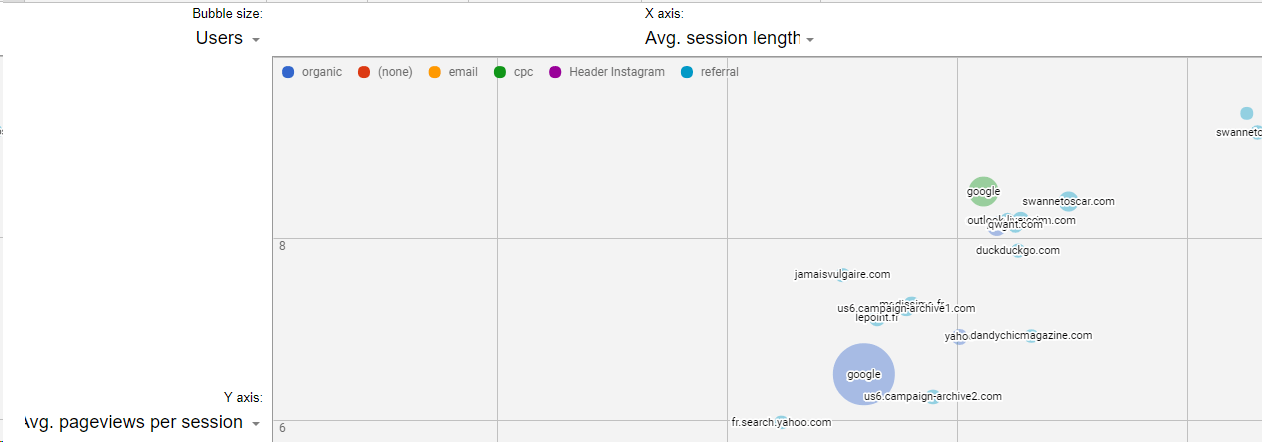 Bubble size:
Users
X axis:
Avg. session length
organic
(none)
email
cpc
Header Instagram
referral
swanneto
google
swannetoscar.com
qwant.com
8
duckduckgo.com
jamaisvulgaire.com
us6.campaign-archive1.com
lepoint.fr
yaho
dandychicmagazine.com
google
us6.campaign-archive2.com
Y axis:
Avg. pageviews per session
6
fr.search.yahoo.com